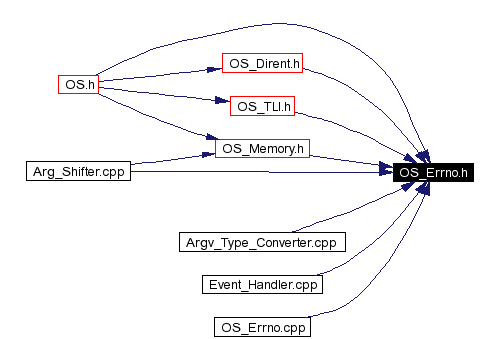 OS_Dirent.h
OS.h
OS_TLI.h
OS_Memory.h
Arg_Shifter.cpp
OS_Errno.h
Argv_Type_Converter.cpp
Event_Handler.cpp
OS_Errno.cpp